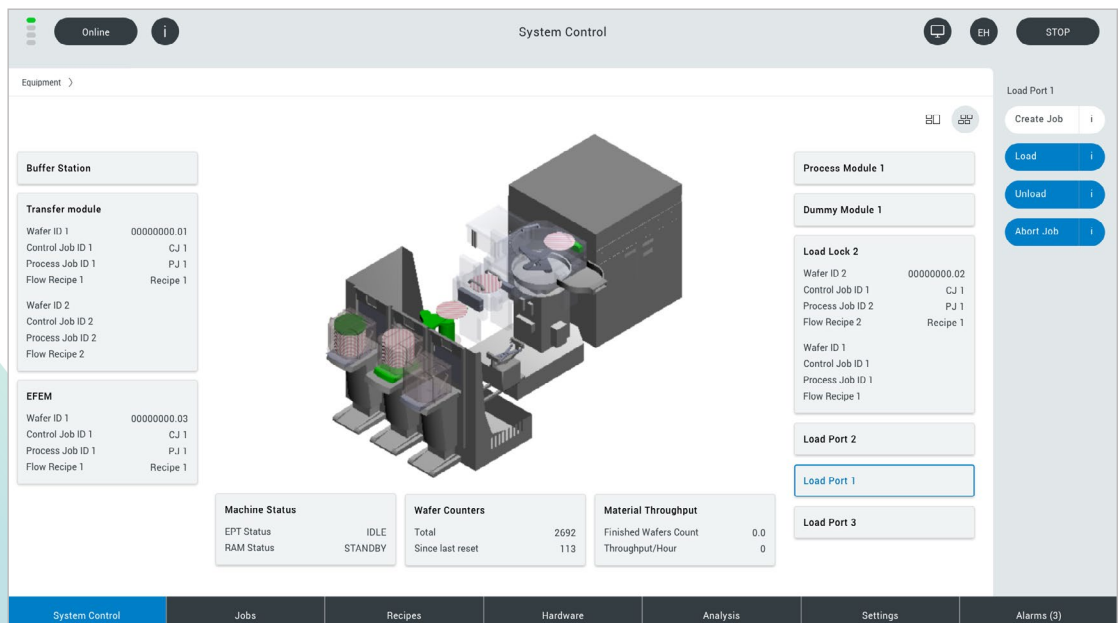 Online
i
System Control
EH
STOP
Equipment
Load Port 1
Create Job i
Load i
Unload i
Abort Job i
Buffer Station
Transfer module
Wafer ID 1 00000000.01
Control Job ID 1 CJ 1
Process Job ID 1 PJ 1
Flow Recipe 1 Recipe 1
Wafer ID 2
Control Job ID 2
Process Job ID 2
Flow Recipe 2
EFEM
Wafer ID 1 00000000.03
Control Job ID 1 CJ 1
Process Job ID 1 PJ 1
Flow Recipe 1 Recipe 1
Machine Status
EPT Status IDLE
RAM Status STANDBY
Wafer Counters
Total 2692
Since last reset 113
Material Throughput
Finished Wafers Count 0.0
Throughput/Hour 0
Process Module 1
Dummy Module 1
Load Lock 2
Wafer ID 2 00000000.02
Control Job ID 1 CJ 1
Process Job ID 2 PJ 1
Flow Recipe 2 Recipe 1
Wafer ID 1
Control Job ID 1
Process Job ID 1
Flow Recipe 1
Load Port 2
Load Port 1
Load Port 3
System Control
Jobs
Recipes
Hardware
Analysis
Settings
Alarms (3)